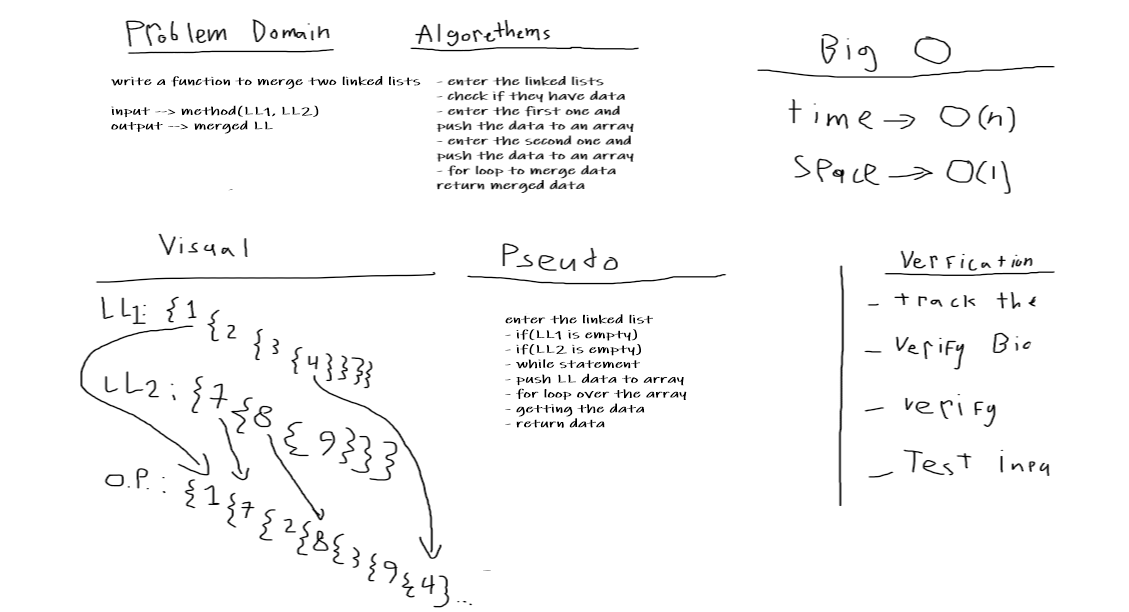 Problem Domain
write a function to merge two linked lists
input --> method(LL1, LL2)
output --> merged LL
Algorethems
- enter the linked lists
- check if they have data
- enter the first one and
push the data to an array
- enter the second one and
push the data to an array
- for loop to merge data
return merged data
Big O
time → O(n)
Space → O(1)
Visual
LL1: {1 {2 {3 {4}}}}
LL2: {7 {8 { 9}}}
O.P.: {1 {7 {2 {8 {3 {9 {4}...
Pseudo
enter the linked list
- if(LL1 is empty)
- if(LL2 is empty)
- while statement
- push LL data to array
- for loop over the array
- getting the data
- return data
Verfication
- track the
- Verify Bio
- verify
- Test inpu